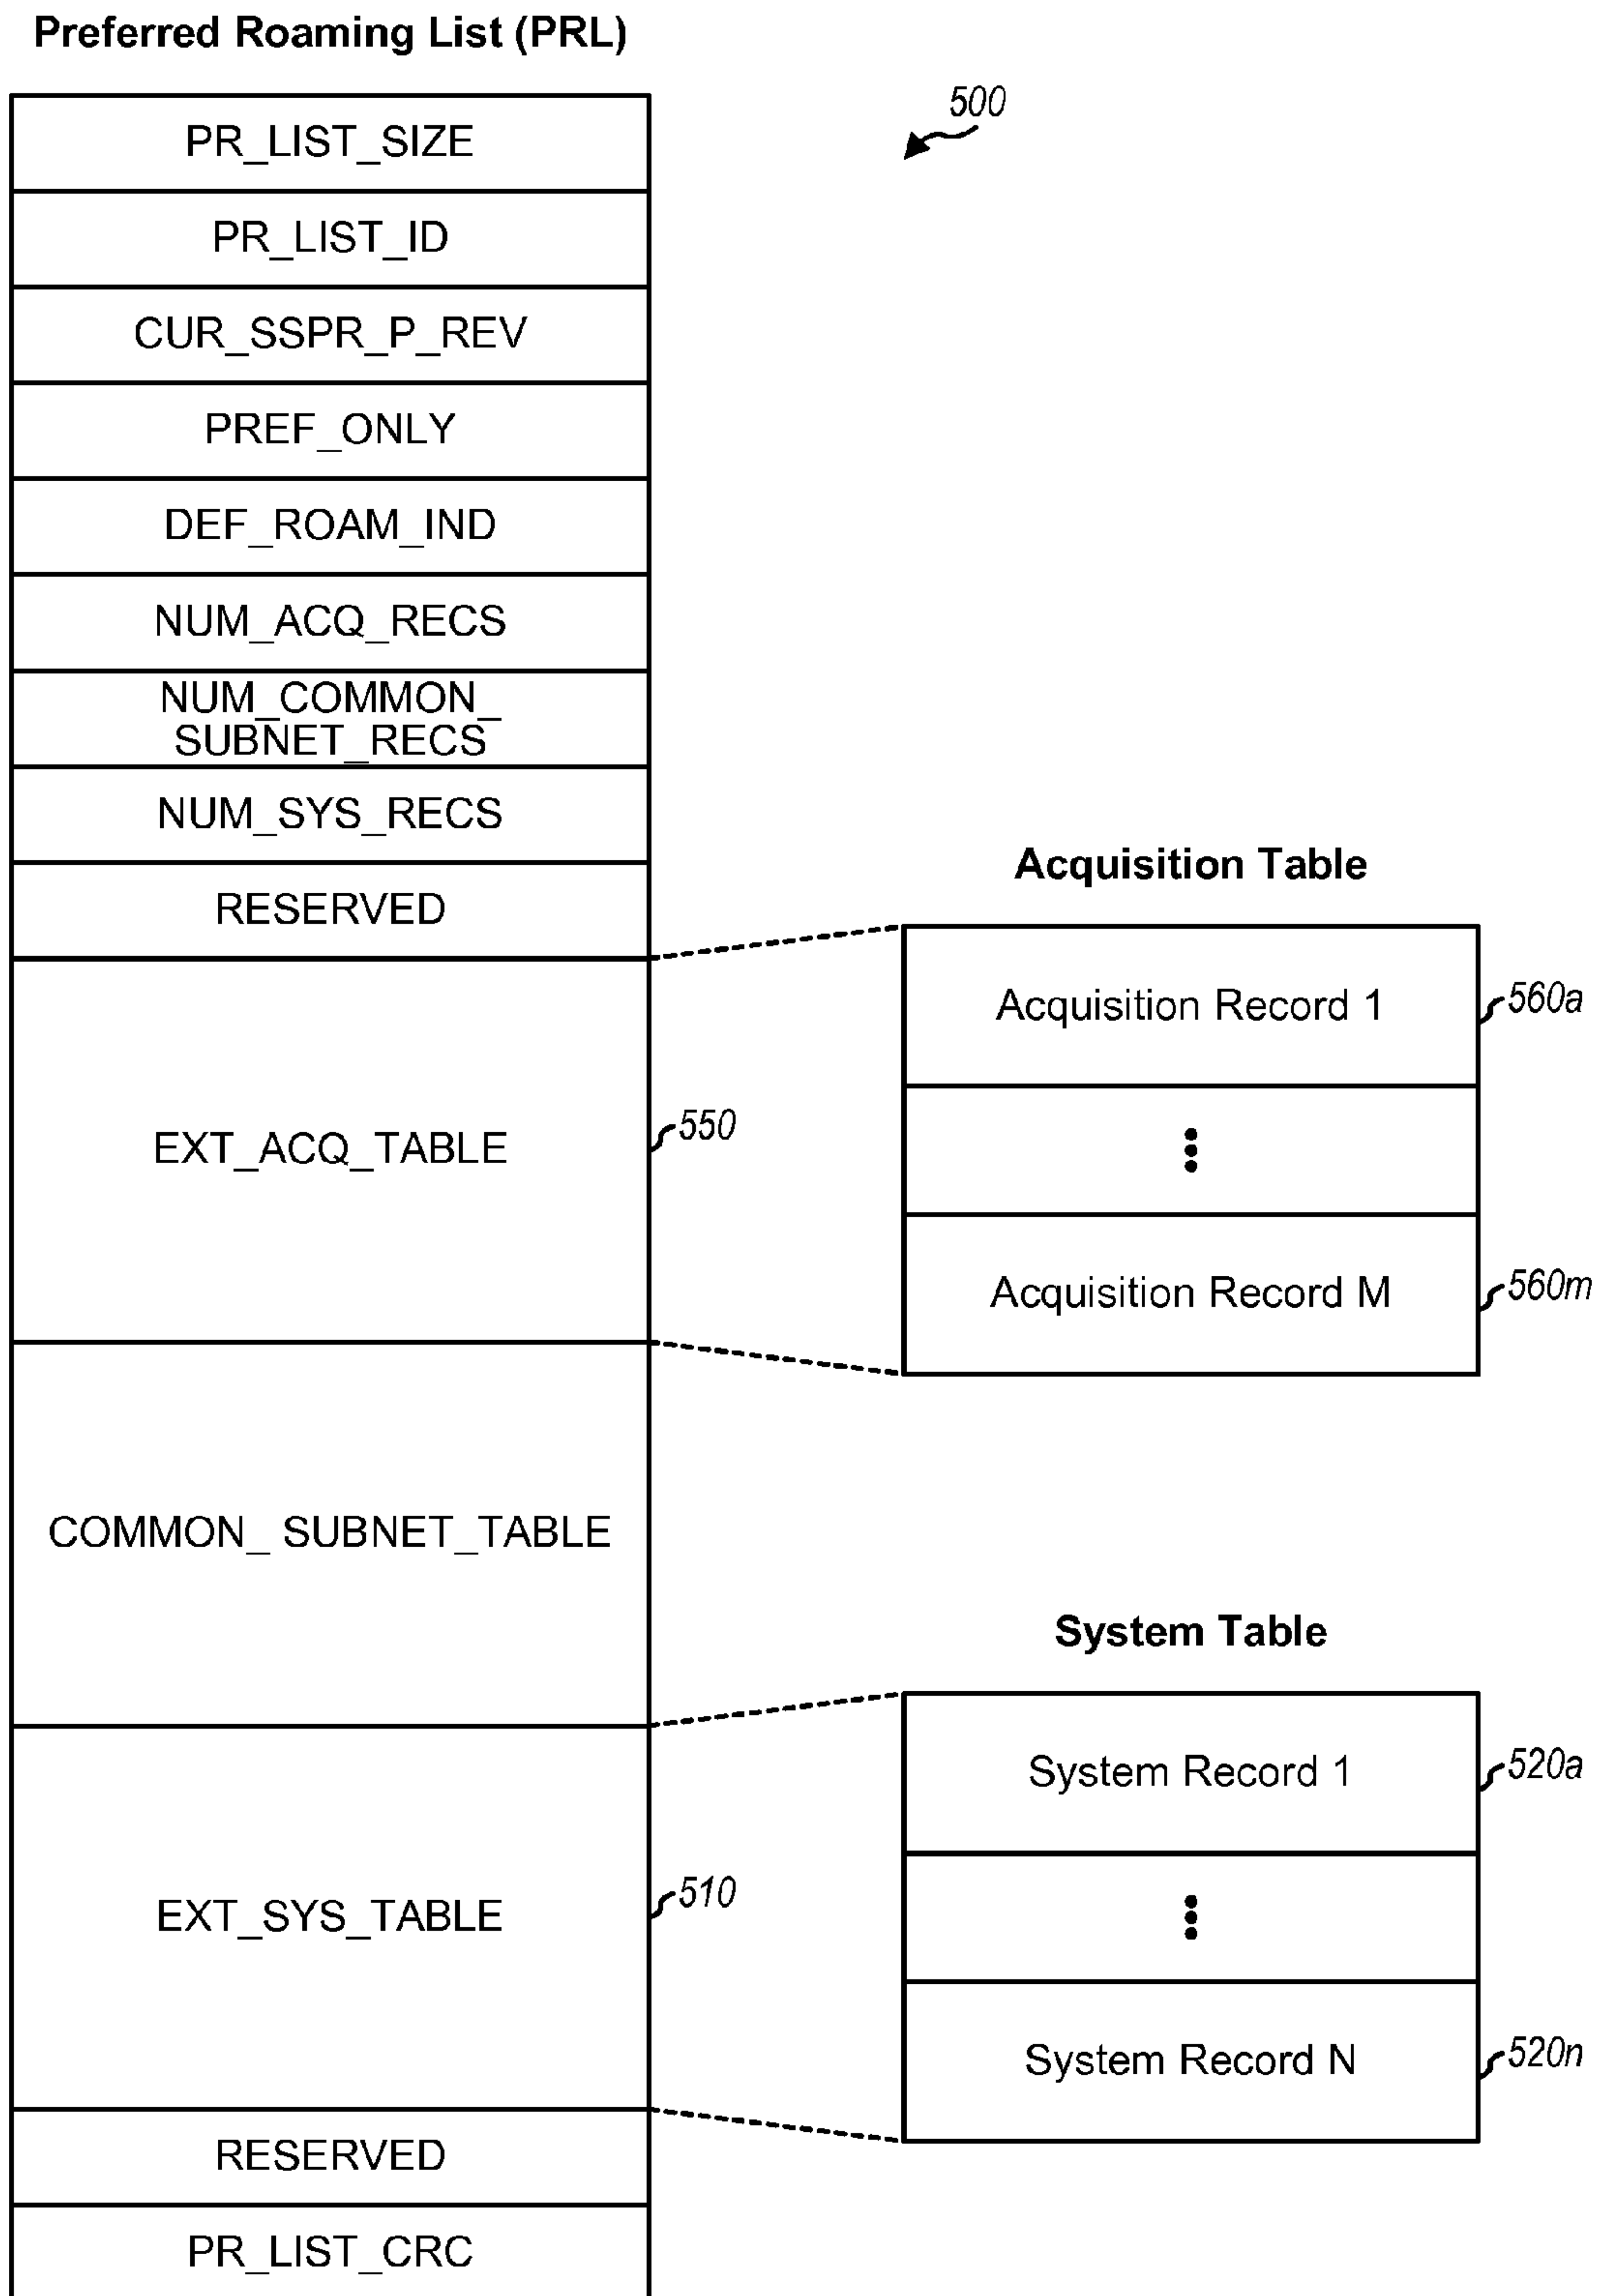 Preferred Roaming List (PRL)
500
PR_LIST_SIZE
PR_LIST_ID
CUR_SSPR_P_REV
PREF_ONLY
DEF_ROAM_IND
NUM_ACQ_RECS
NUM_COMMON_
SUBNET_RECS
NUM_SYS_RECS
RESERVED
EXT_ACQ_TABLE
550
Acquisition Table
Acquisition Record 1
560a
Acquisition Record M
560m
COMMON_ SUBNET_TABLE
EXT_SYS_TABLE
510
System Table
System Record 1
520a
System Record N
520n
RESERVED
PR_LIST_CRC